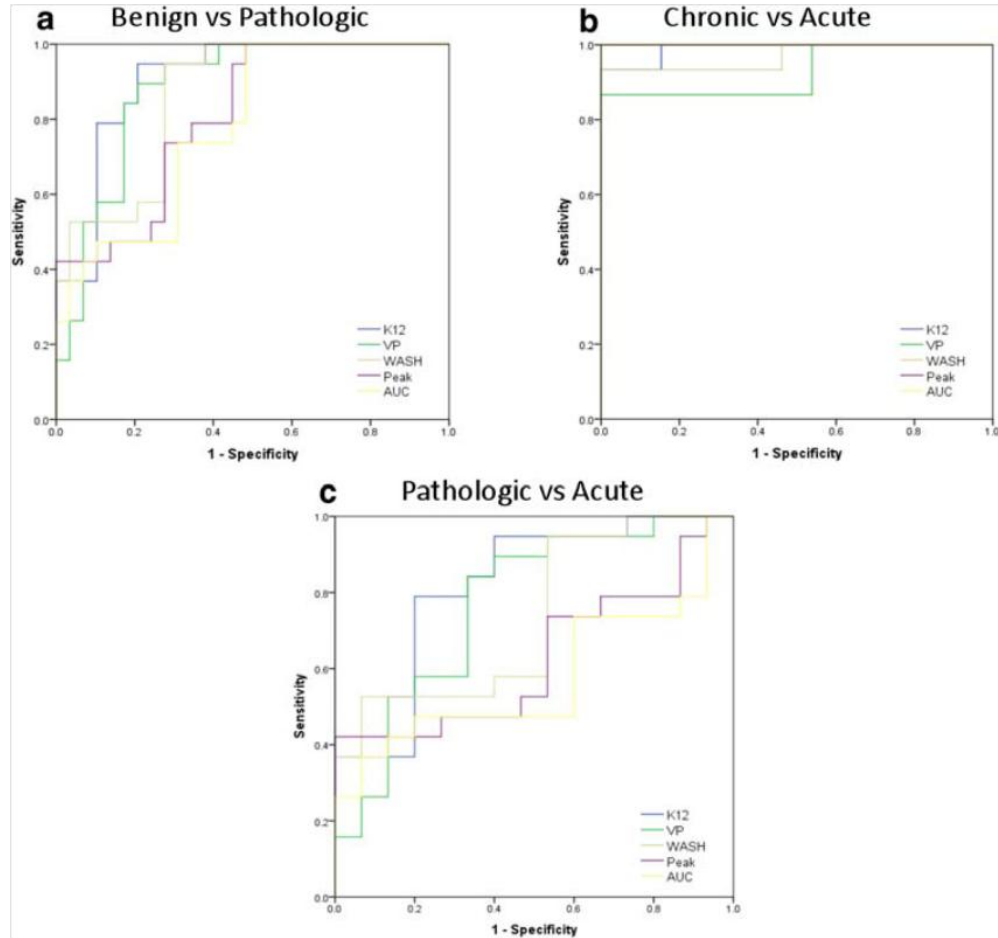 a Benign vs Pathologic
1.0
0.8
0.6
0.4
0.2
0.0
Sensitivity
K12
VP
WASH
Peak
AUC
0.0 0.2 0.4 0.6 0.8 1.0
1 - Specificity
b Chronic vs Acute
1.0
0.8
0.6
0.4
0.2
0.0
Sensitivity
K12
VP
WASH
Peak
AUC
0.0 0.2 0.4 0.6 0.8 1.0
1 - Specificity
c Pathologic vs Acute
1.0
0.8
0.6
0.4
0.2
0.0
Sensitivity
K12
VP
WASH
Peak
AUC
0.0 0.2 0.4 0.6 0.8 1.0
1 - Specificity